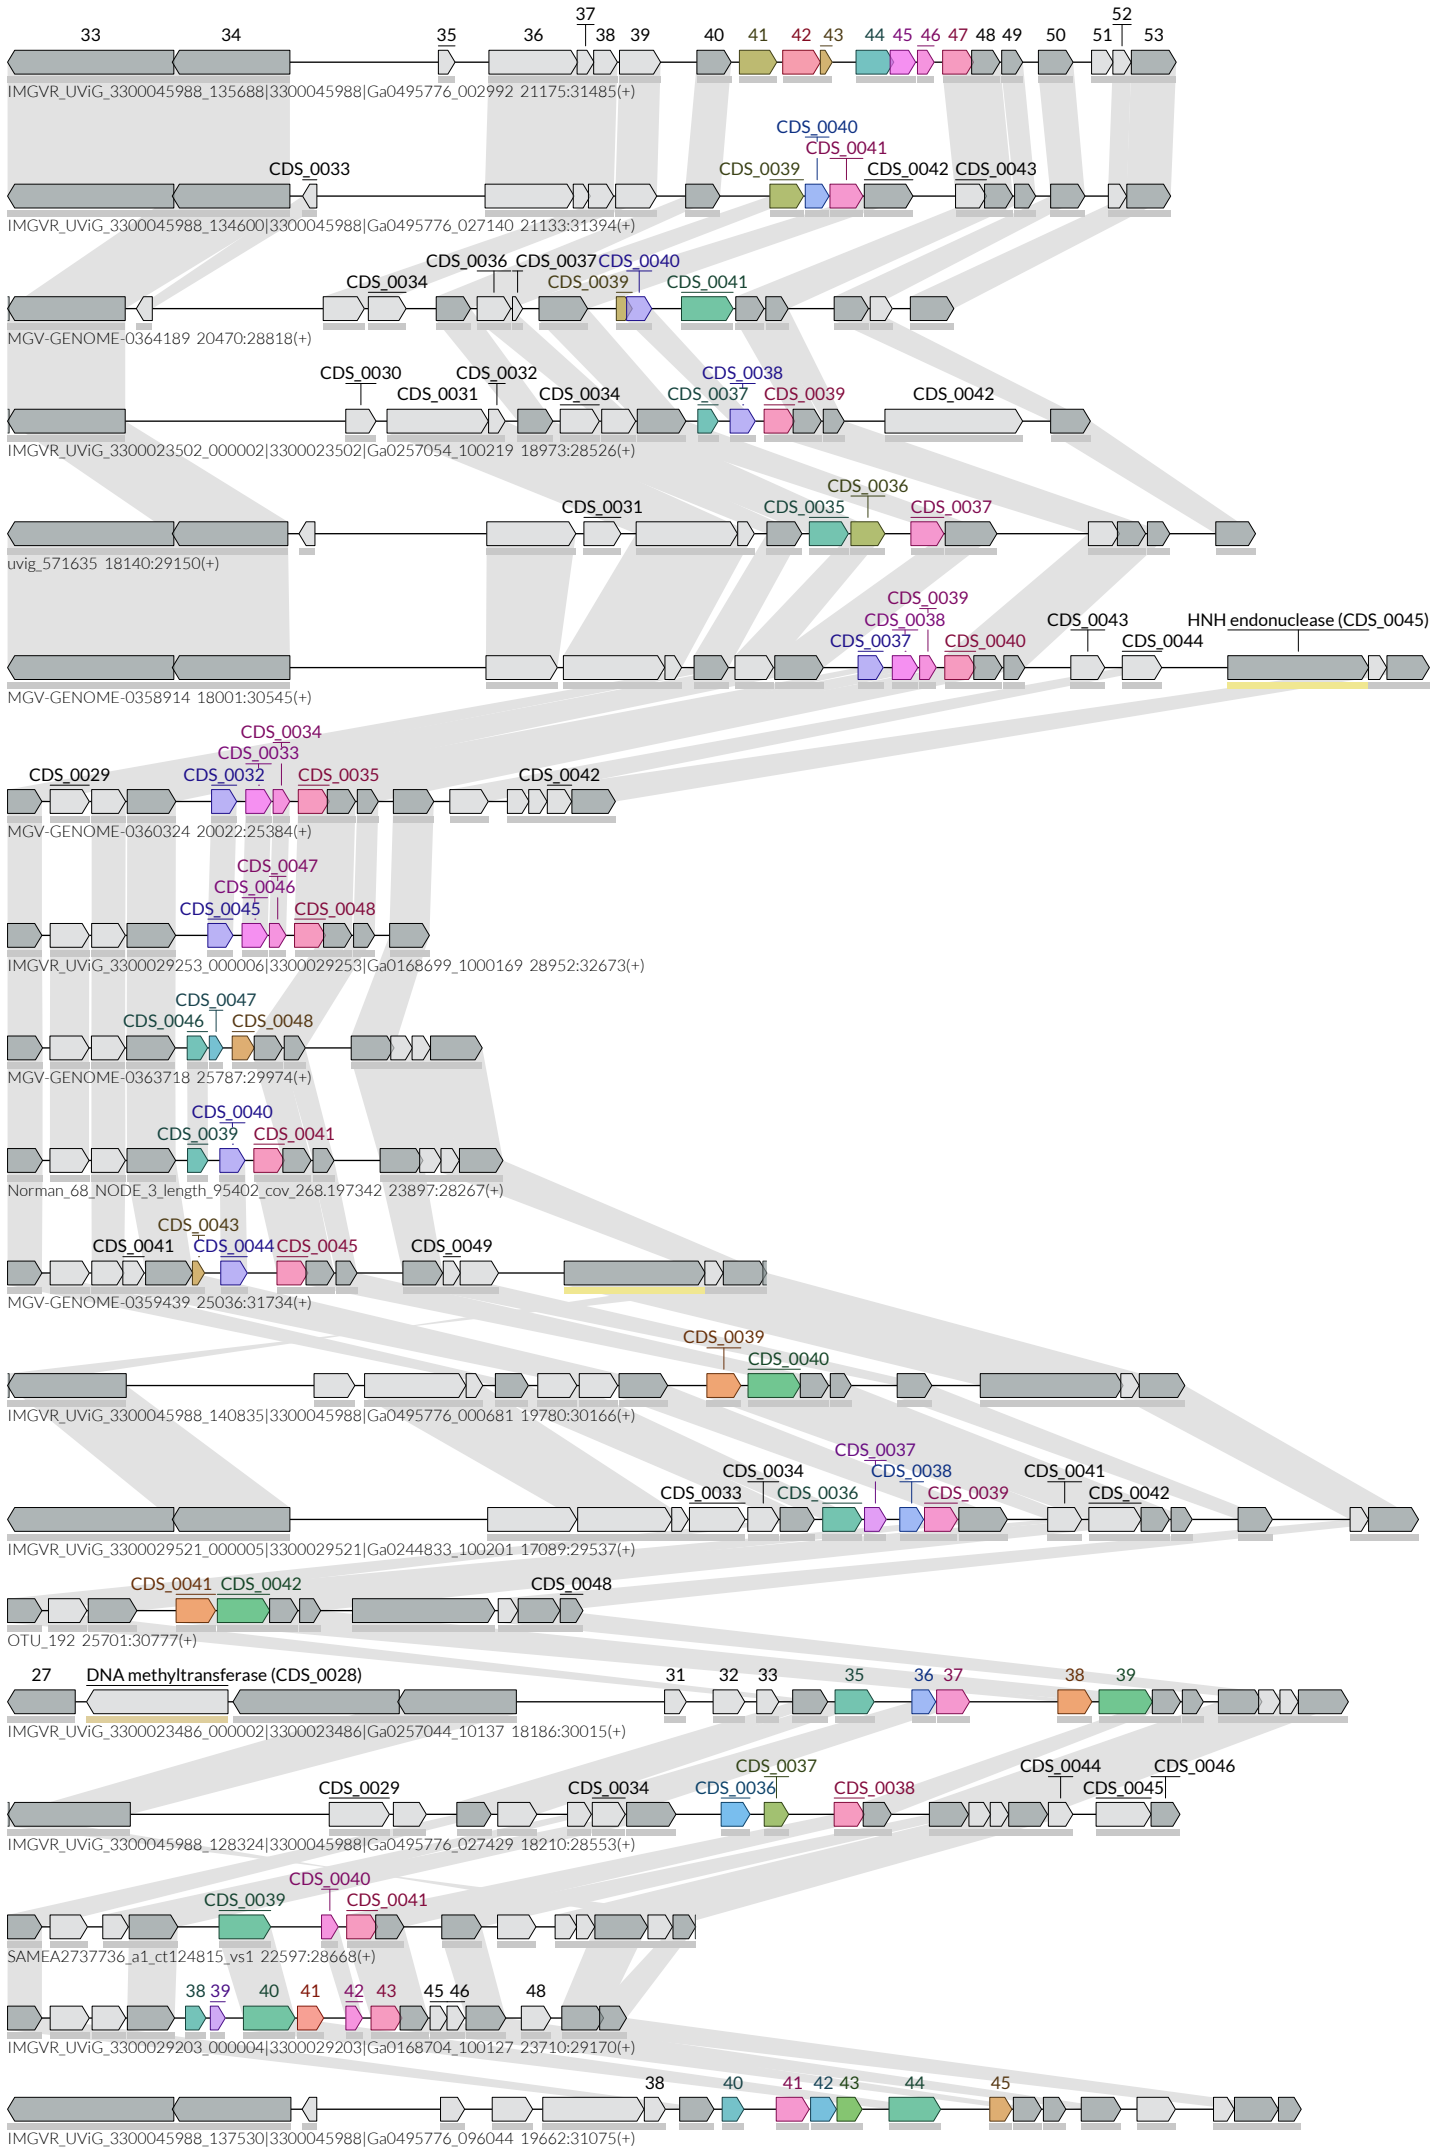 37 52
33 34 35 36 38 39 40 41 42 43 44 45 46 47 48 49 50 51 53
IMGVR_UViG_3300045988_135688|3300045988|Ga0495776_002992 21175:31485(+)
CDS_0040
CDS_0041
CDS_0033 CDS_0039 CDS_0042 CDS_0043
IMGVR_UViG_3300045988_134600|3300045988|Ga0495776_027140 21133:31394(+)
CDS_0036 CDS_0037 CDS_0040
CDS_0034 CDS_0039 CDS_0041
MGV-GENOME-0364189 20470:28818(+)
CDS_0030 CDS_0032 CDS_0038
CDS_0031 CDS_0034 CDS_0037 CDS_0039 CDS_0042
IMGVR_UViG_3300023502_000002|3300023502|Ga0257054_100219 18973:28526(+)
CDS_0036
CDS_0031 CDS_0035 CDS_0037
uvig_571635 18140:29150(+)
CDS_0039
CDS_0038 CDS_0043 HNH endonuclease (CDS_0045)
CDS_0037 CDS_0040 CDS_0044
MGV-GENOME-0358914 18001:30545(+)
CDS_0034
CDS_0033
CDS_0029 CDS_0032 CDS_0035 CDS_0042
MGV-GENOME-0360324 20022:25384(+)
CDS_0047
CDS_0046
CDS_0045 CDS_0048
IMGVR_UViG_3300029253_000006|3300029253|Ga0168699_1000169 28952:32673(+)
CDS_0047
CDS_0046 CDS_0048
MGV-GENOME-0363718 25787:29974(+)
CDS_0040
CDS_0039 CDS_0041
Norman_68_NODE_3_length_95402_cov_268.197342 23897:28267(+)
CDS_0043
CDS_0041 CDS_0044 CDS_0045 CDS_0049
MGV-GENOME-0359439 25036:31734(+)
CDS_0039
CDS_0040
IMGVR_UViG_3300045988_140835|3300045988|Ga0495776_000681 19780:30166(+)
CDS_0037
CDS_0034 CDS_0038 CDS_0041
CDS_0033 CDS_0036 CDS_0039 CDS_0042
IMGVR_UViG_3300029521_000005|3300029521|Ga0244833_100201 17089:29537(+)
CDS_0041 CDS_0042 CDS_0048
OTU_192 25701:30777(+)
27 DNA methyltransferase (CDS_0028) 31 32 33 35 36 37 38 39
IMGVR_UViG_3300023486_000002|3300023486|Ga0257044_10137 18186:30015(+)
CDS_0037 CDS_0044 CDS_0046
CDS_0029 CDS_0034 CDS_0036 CDS_0038 CDS_0045
IMGVR_UViG_3300045988_128324|3300045988|Ga0495776_027429 18210:28553(+)
CDS_0040
CDS_0039 CDS_0041
SAMEA2737736_a1_ct124815_vs1 22597:28668(+)
38 39 40 41 42 43 45 46 48
IMGVR_UViG_3300029203_000004|3300029203|Ga0168704_100127 23710:29170(+)
38 40 41 42 43 44 45
IMGVR_UViG_3300045988_137530|3300045988|Ga0495776_096044 19662:31075(+)